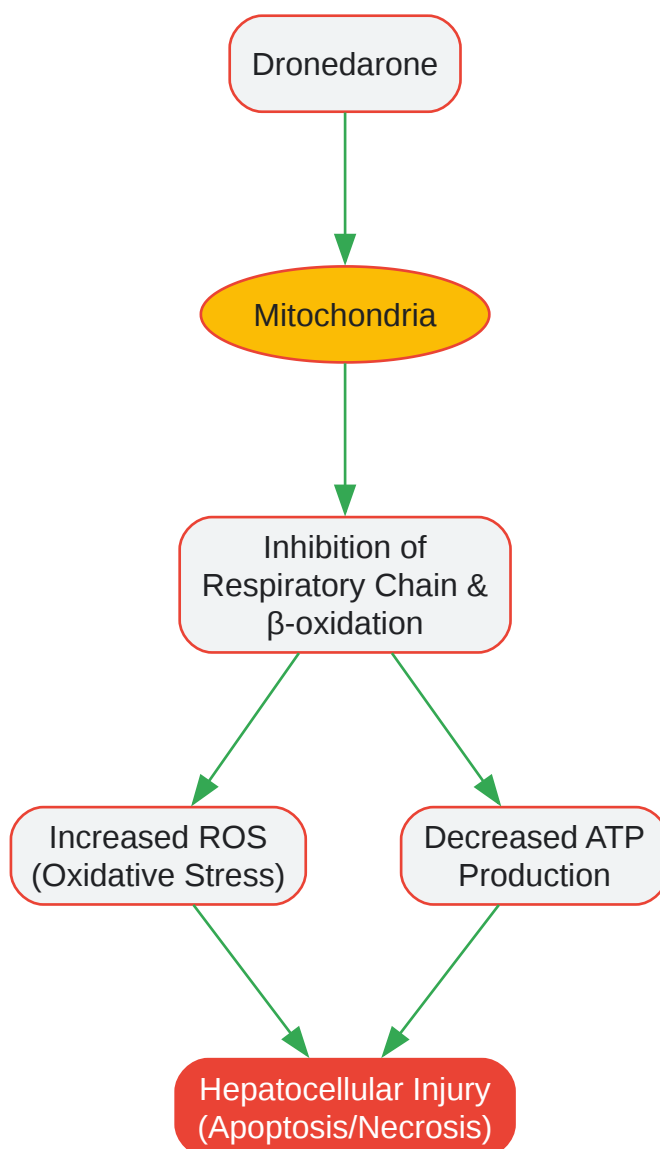 Dronedarone
Mitochondria
Inhibition of
Respiratory Chain &
β-oxidation
Increased ROS
(Oxidative Stress)
Decreased ATP
Production
Hepatocellular Injury
(Apoptosis/Necrosis)